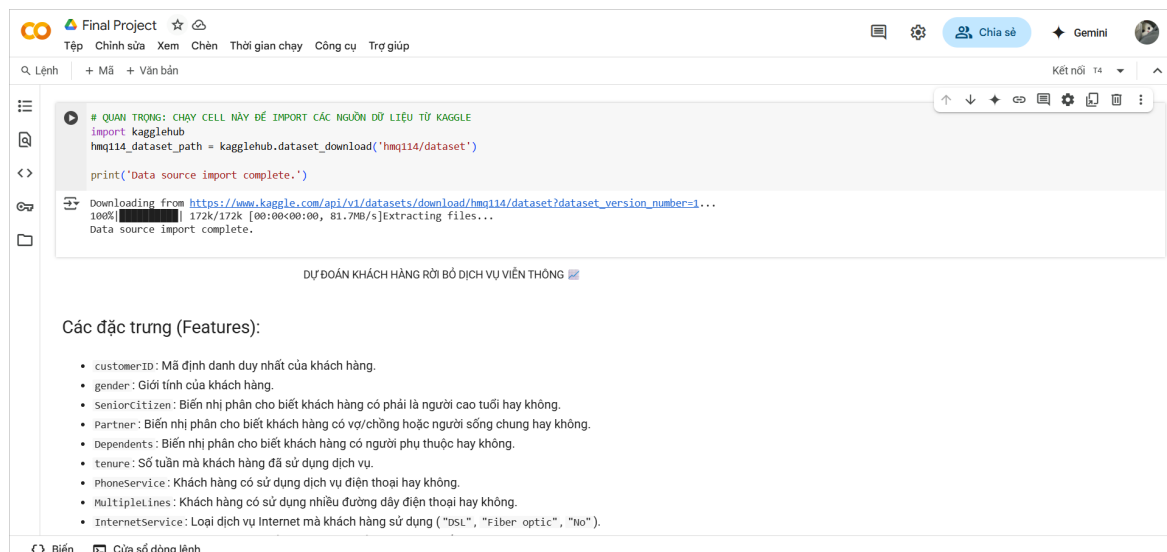 Final Project
Tệp Chỉnh sửa Xem Chèn Thời gian chạy Công cụ Trợ giúp
Chia sẻ
Gemini
Lệnh + Mã + Văn bản
Kết nối T4
# QUAN TRỌNG: CHẠY CELL NÀY ĐỂ IMPORT CÁC NGUỒN DỮ LIỆU TỪ KAGGLE
import kagglehub
hmq114_dataset_path = kagglehub.dataset_download('hmq114/dataset')
print('Data source import complete.')
Downloading from https://www.kaggle.com/api/v1/datasets/download/hmq114/dataset?dataset_version_number=1...
100%|██████████| 172k/172k [00:00<00:00, 81.7MB/s]Extracting files...
Data source import complete.
DỰ ĐOÁN KHÁCH HÀNG RỜI BỎ DỊCH VỤ VIỄN THÔNG 📈
Các đặc trưng (Features):
• customerID: Mã định danh duy nhất của khách hàng.
• gender: Giới tính của khách hàng.
• SeniorCitizen: Biến nhị phân cho biết khách hàng có phải là người cao tuổi hay không.
• Partner: Biến nhị phân cho biết khách hàng có vợ/chồng hoặc người sống chung hay không.
• Dependents: Biến nhị phân cho biết khách hàng có người phụ thuộc hay không.
• tenure: Số tuần mà khách hàng đã sử dụng dịch vụ.
• PhoneService: Khách hàng có sử dụng dịch vụ điện thoại hay không.
• MultipleLines: Khách hàng có sử dụng nhiều đường dây điện thoại hay không.
• InternetService: Loại dịch vụ Internet mà khách hàng sử dụng ("DSL", "Fiber optic", "No").
Biến Cửa sổ dòng lệnh